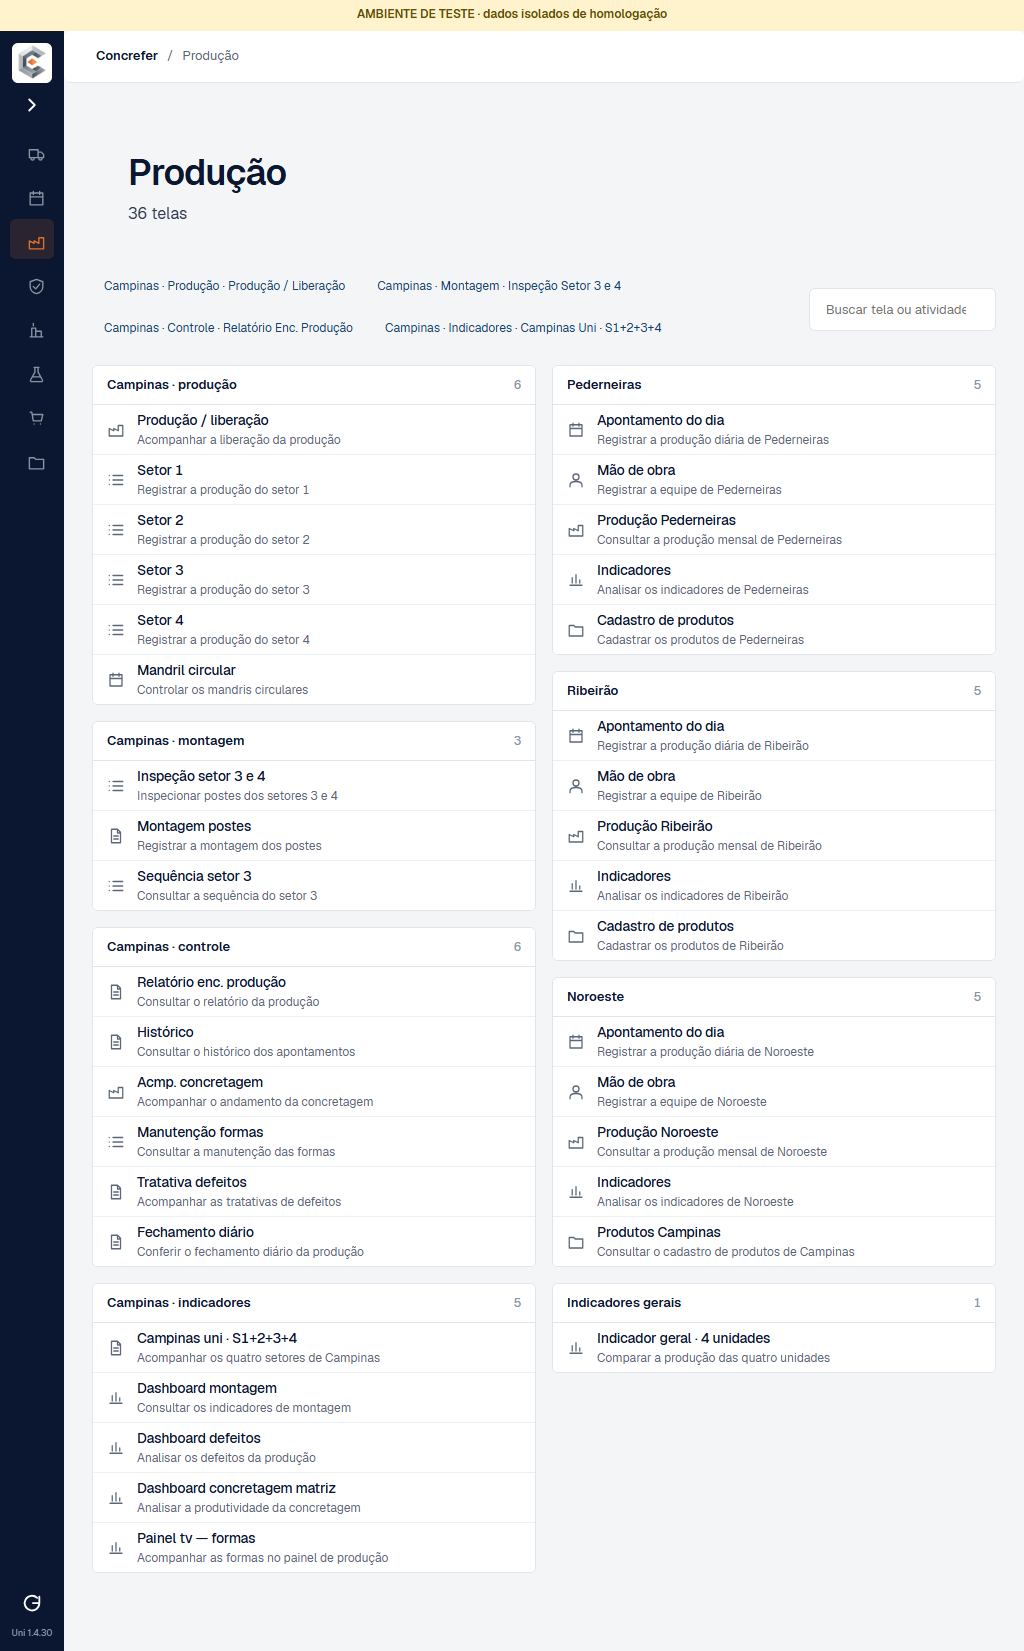 AMBIENTE DE TESTE · dados isolados de homologação
Concrefer / Produção
Produção
36 telas
Campinas · Produção · Produção / Liberação
Campinas · Montagem · Inspeção Setor 3 e 4
Campinas · Controle · Relatório Enc. Produção
Campinas · Indicadores · Campinas Uni · S1+2+3+4
Buscar tela ou atividade
Campinas · produção 6
Produção / liberação
Acompanhar a liberação da produção
Setor 1
Registrar a produção do setor 1
Setor 2
Registrar a produção do setor 2
Setor 3
Registrar a produção do setor 3
Setor 4
Registrar a produção do setor 4
Mandril circular
Controlar os mandris circulares
Campinas · montagem 3
Inspeção setor 3 e 4
Inspecionar postes dos setores 3 e 4
Montagem postes
Registrar a montagem dos postes
Sequência setor 3
Consultar a sequência do setor 3
Campinas · controle 6
Relatório enc. produção
Consultar o relatório da produção
Histórico
Consultar o histórico dos apontamentos
Acmp. concretagem
Acompanhar o andamento da concretagem
Manutenção formas
Consultar a manutenção das formas
Tratativa defeitos
Acompanhar as tratativas de defeitos
Fechamento diário
Conferir o fechamento diário da produção
Campinas · indicadores 5
Campinas uni · S1+2+3+4
Acompanhar os quatro setores de Campinas
Dashboard montagem
Consultar os indicadores de montagem
Dashboard defeitos
Analisar os defeitos da produção
Dashboard concretagem matriz
Analisar a produtividade da concretagem
Painel tv — formas
Acompanhar as formas no painel de produção
Pederneiras 5
Apontamento do dia
Registrar a produção diária de Pederneiras
Mão de obra
Registrar a equipe de Pederneiras
Produção Pederneiras
Consultar a produção mensal de Pederneiras
Indicadores
Analisar os indicadores de Pederneiras
Cadastro de produtos
Cadastrar os produtos de Pederneiras
Ribeirão 5
Apontamento do dia
Registrar a produção diária de Ribeirão
Mão de obra
Registrar a equipe de Ribeirão
Produção Ribeirão
Consultar a produção mensal de Ribeirão
Indicadores
Analisar os indicadores de Ribeirão
Cadastro de produtos
Cadastrar os produtos de Ribeirão
Noroeste 5
Apontamento do dia
Registrar a produção diária de Noroeste
Mão de obra
Registrar a equipe de Noroeste
Produção Noroeste
Consultar a produção mensal de Noroeste
Indicadores
Analisar os indicadores de Noroeste
Produtos Campinas
Consultar o cadastro de produtos de Campinas
Indicadores gerais 1
Indicador geral · 4 unidades
Comparar a produção das quatro unidades
Uni 1.4.30